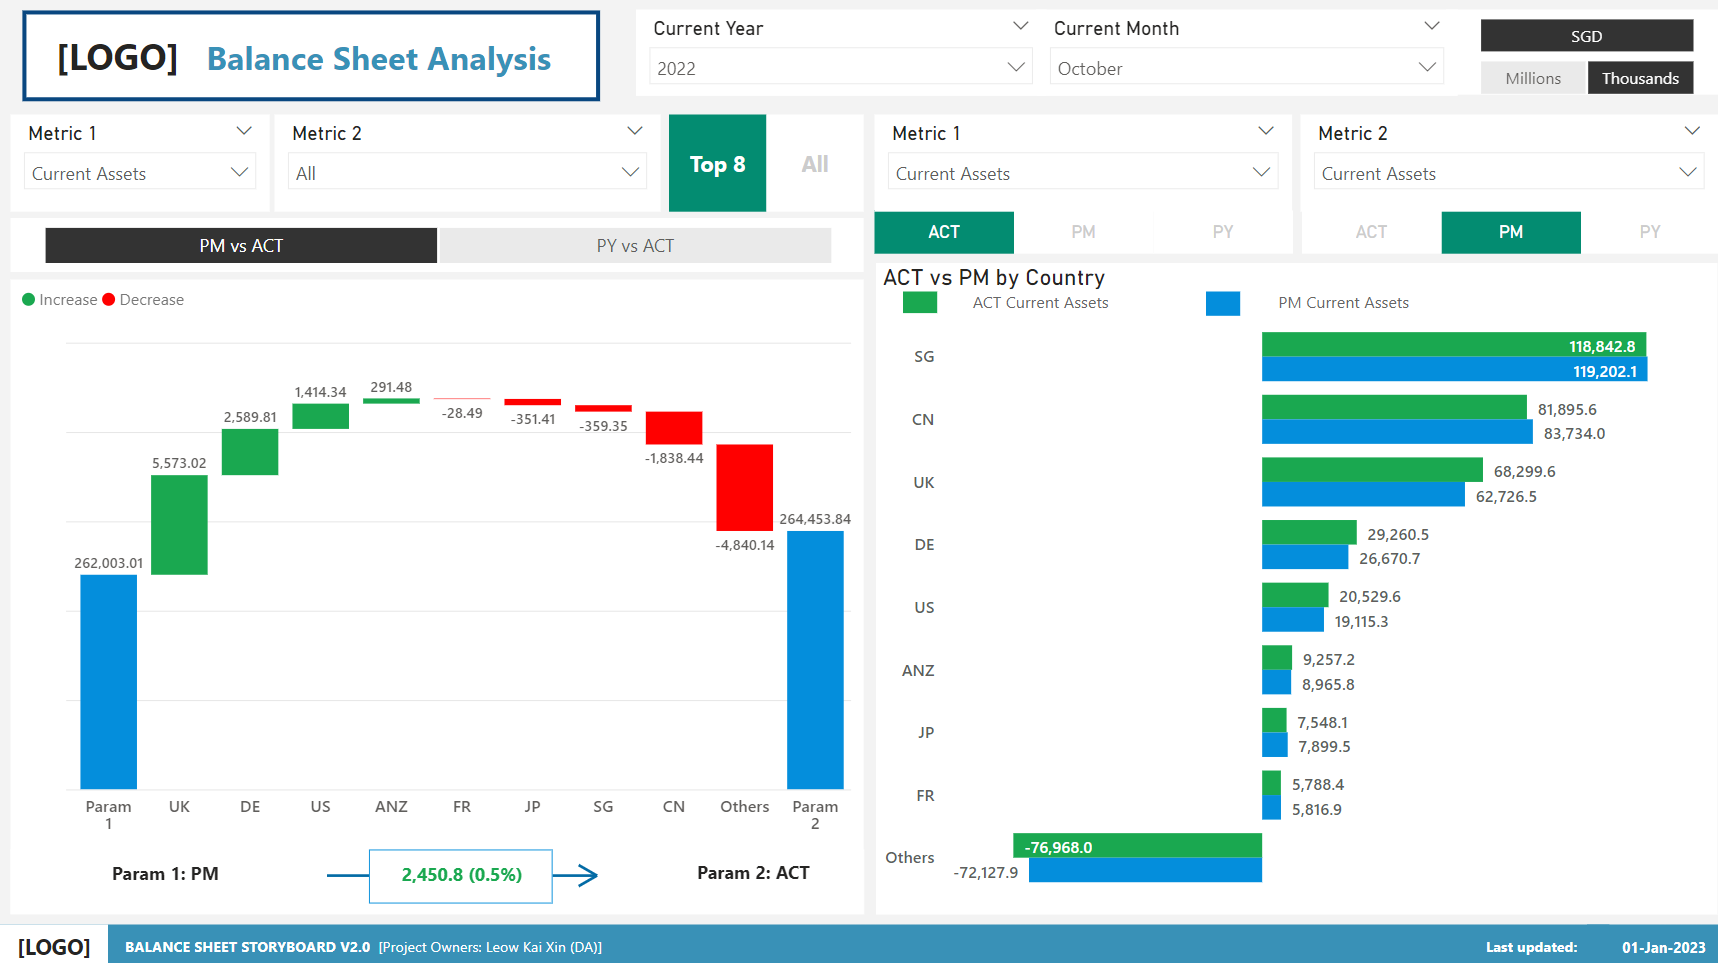 [LOGO] Balance Sheet Analysis
Current Year
2022
Current Month
October
SGD
Millions Thousands
Metric 1
Current Assets
Metric 2
All
Top 8 All
PM vs ACT PY vs ACT
Increase Decrease
262,003.01
5,573.02
2,589.81
1,414.34
291.48
-28.49
-351.41
-359.35
-1,838.44
-4,840.14
264,453.84
Param 1 UK DE US ANZ FR JP SG CN Others Param 2
Param 1: PM 2,450.8 (0.5%) Param 2: ACT
Metric 1
Current Assets
ACT PM PY
Metric 2
Current Assets
ACT PM PY
ACT vs PM by Country
ACT Current Assets PM Current Assets
SG 118,842.8
119,202.1
CN 81,895.6
83,734.0
UK 68,299.6
62,726.5
DE 29,260.5
26,670.7
US 20,529.6
19,115.3
ANZ 9,257.2
8,965.8
JP 7,548.1
7,899.5
FR 5,788.4
5,816.9
Others -76,968.0
-72,127.9
[LOGO] BALANCE SHEET STORYBOARD V2.0 [Project Owners: Leow Kai Xin (DA)] Last updated: 01-Jan-2023